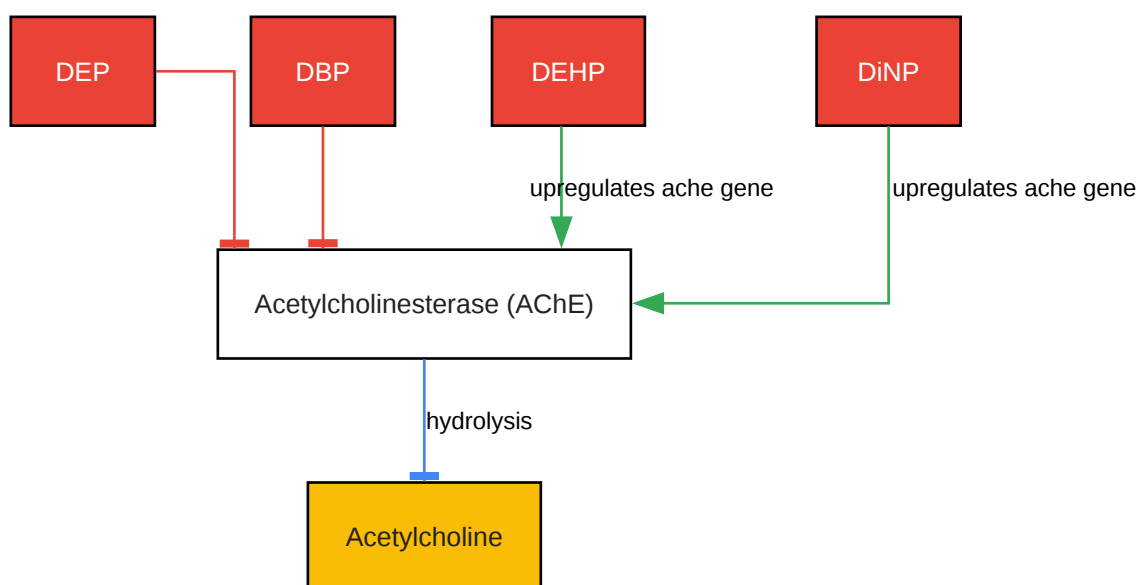 DEP
DBP
DEHP
DiNP
upregulates ache gene
upregulates ache gene
Acetylcholinesterase (AChE)
hydrolysis
Acetylcholine